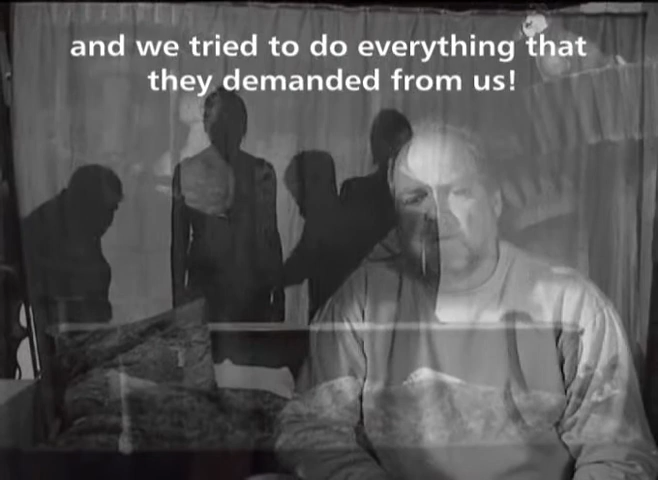 and we tried to do everything that
they demanded from us!